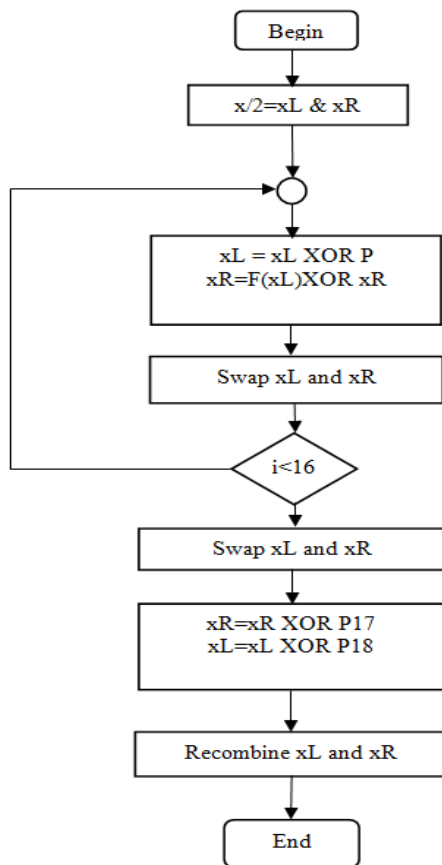 Begin
x/2=xL & xR
xL = xL XOR P
xR=F(xL)XOR xR
Swap xL and xR
i<16
Swap xL and xR
xR=xR XOR P17
xL=xL XOR P18
Recombine xL and xR
End